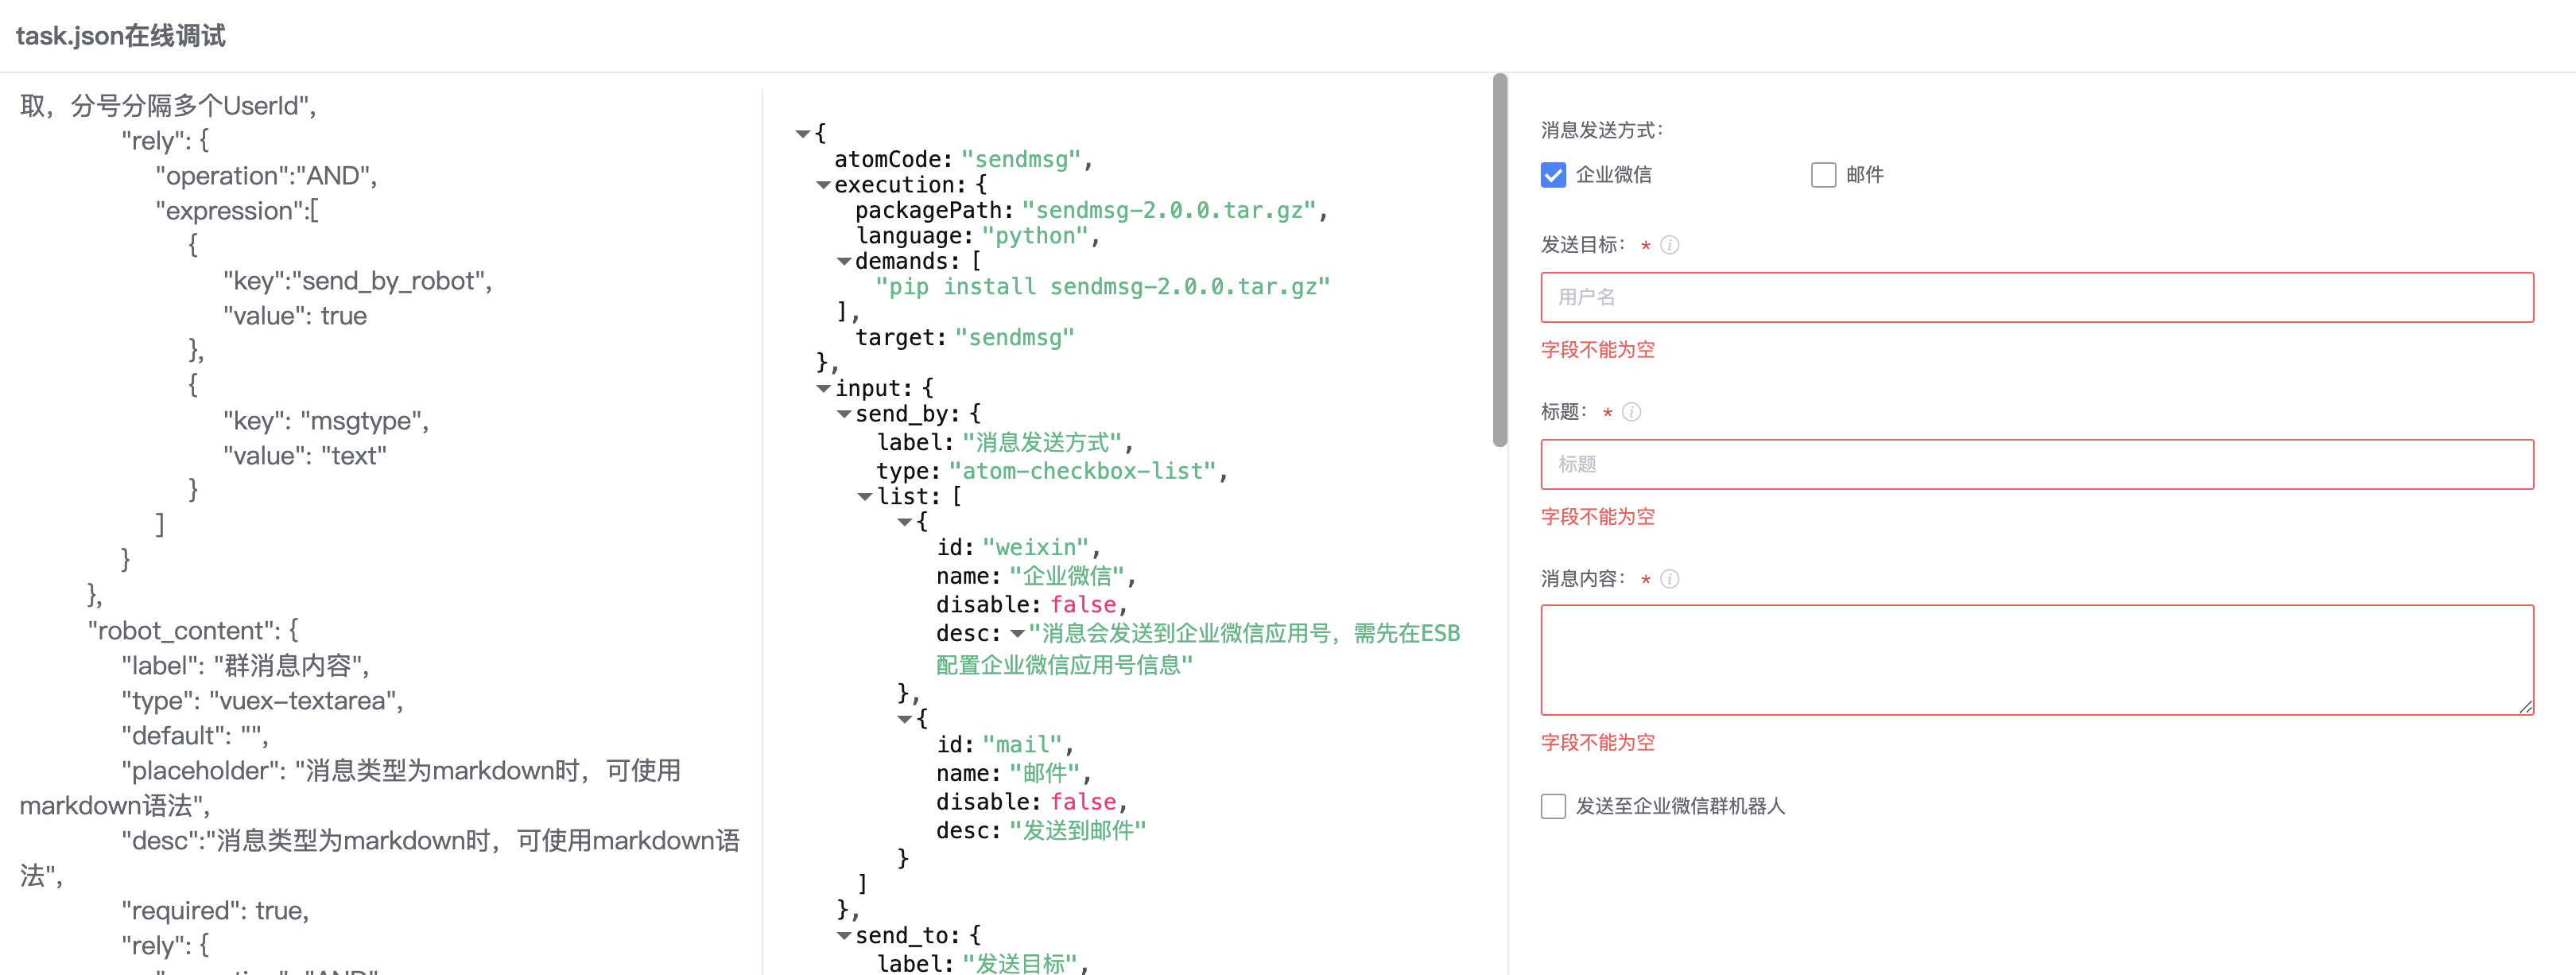 task.json在线调试
取，分号分隔多个UserId",
"rely": {
"operation":"AND",
"expression":[
{
"key":"send_by_robot",
"value": true
},
{
"key": "msgtype",
"value": "text"
}
]
}
},
"robot_content": {
"label": "群消息内容",
"type": "vuex-textarea",
"default": "",
"placeholder": "消息类型为markdown时，可使用
markdown语法",
"desc":"消息类型为markdown时，可使用markdown语
法",
"required": true,
"rely": {
{
atomCode: "sendmsg",
execution: {
packagePath: "sendmsg-2.0.0.tar.gz",
language: "python",
demands: [
"pip install sendmsg-2.0.0.tar.gz"
],
target: "sendmsg"
},
input: {
send_by: {
label: "消息发送方式",
type: "atom-checkbox-list",
list: [
{
id: "weixin",
name: "企业微信",
disable: false,
desc: "消息会发送到企业微信应用号，需先在ESB
配置企业微信应用号信息"
},
{
id: "mail",
name: "邮件",
disable: false,
desc: "发送到邮件"
}
]
},
send_to: {
label: "发送目标",
消息发送方式：
企业微信 邮件
发送目标： *
用户名
字段不能为空
标题： *
标题
字段不能为空
消息内容： *
字段不能为空
发送至企业微信群机器人